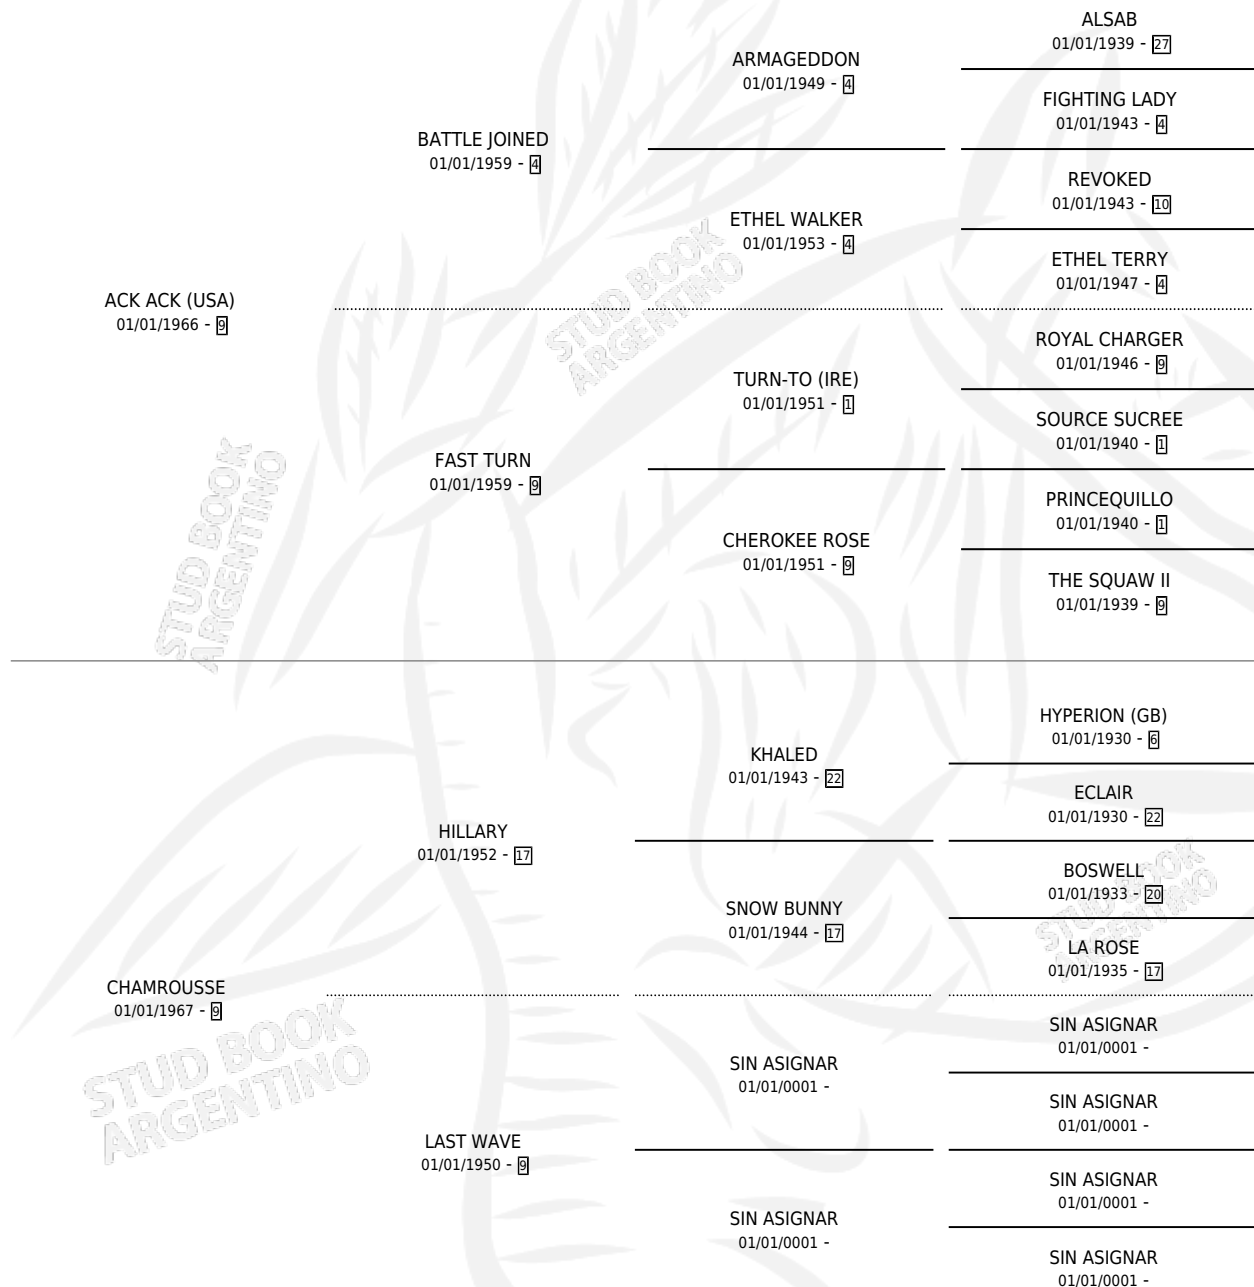 ALSAB
01/01/1939 - 27
ARMAGEDDON
01/01/1949 - 4
FIGHTING LADY
01/01/1943 - 4
BATTLE JOINED
01/01/1959 - 4
REVOKED
01/01/1943 - 10
ETHEL WALKER
01/01/1953 - 4
ETHEL TERRY
01/01/1947 - 4
ACK ACK (USA)
01/01/1966 - 9
ROYAL CHARGER
01/01/1946 - 9
TURN-TO (IRE)
01/01/1951 - 1
SOURCE SUCREE
01/01/1940 - 1
FAST TURN
01/01/1959 - 9
PRINCEQUILLO
01/01/1940 - 1
CHEROKEE ROSE
01/01/1951 - 9
THE SQUAW II
01/01/1939 - 9
HYPERION (GB)
01/01/1930 - 6
KHALED
01/01/1943 - 22
ECLAIR
01/01/1930 - 22
HILLARY
01/01/1952 - 17
BOSWELL
01/01/1933 - 20
SNOW BUNNY
01/01/1944 - 17
LA ROSE
01/01/1935 - 17
CHAMROUSSE
01/01/1967 - 9
SIN ASIGNAR
01/01/0001 -
SIN ASIGNAR
01/01/0001 -
SIN ASIGNAR
01/01/0001 -
LAST WAVE
01/01/1950 - 9
SIN ASIGNAR
01/01/0001 -
SIN ASIGNAR
01/01/0001 -
SIN ASIGNAR
01/01/0001 -
STUD BOOK
ARGENTINO
STUD BOOK
ARGENTINO
STUD BOOK
ARGENTINO
STUD BOOK
ARGENTINO